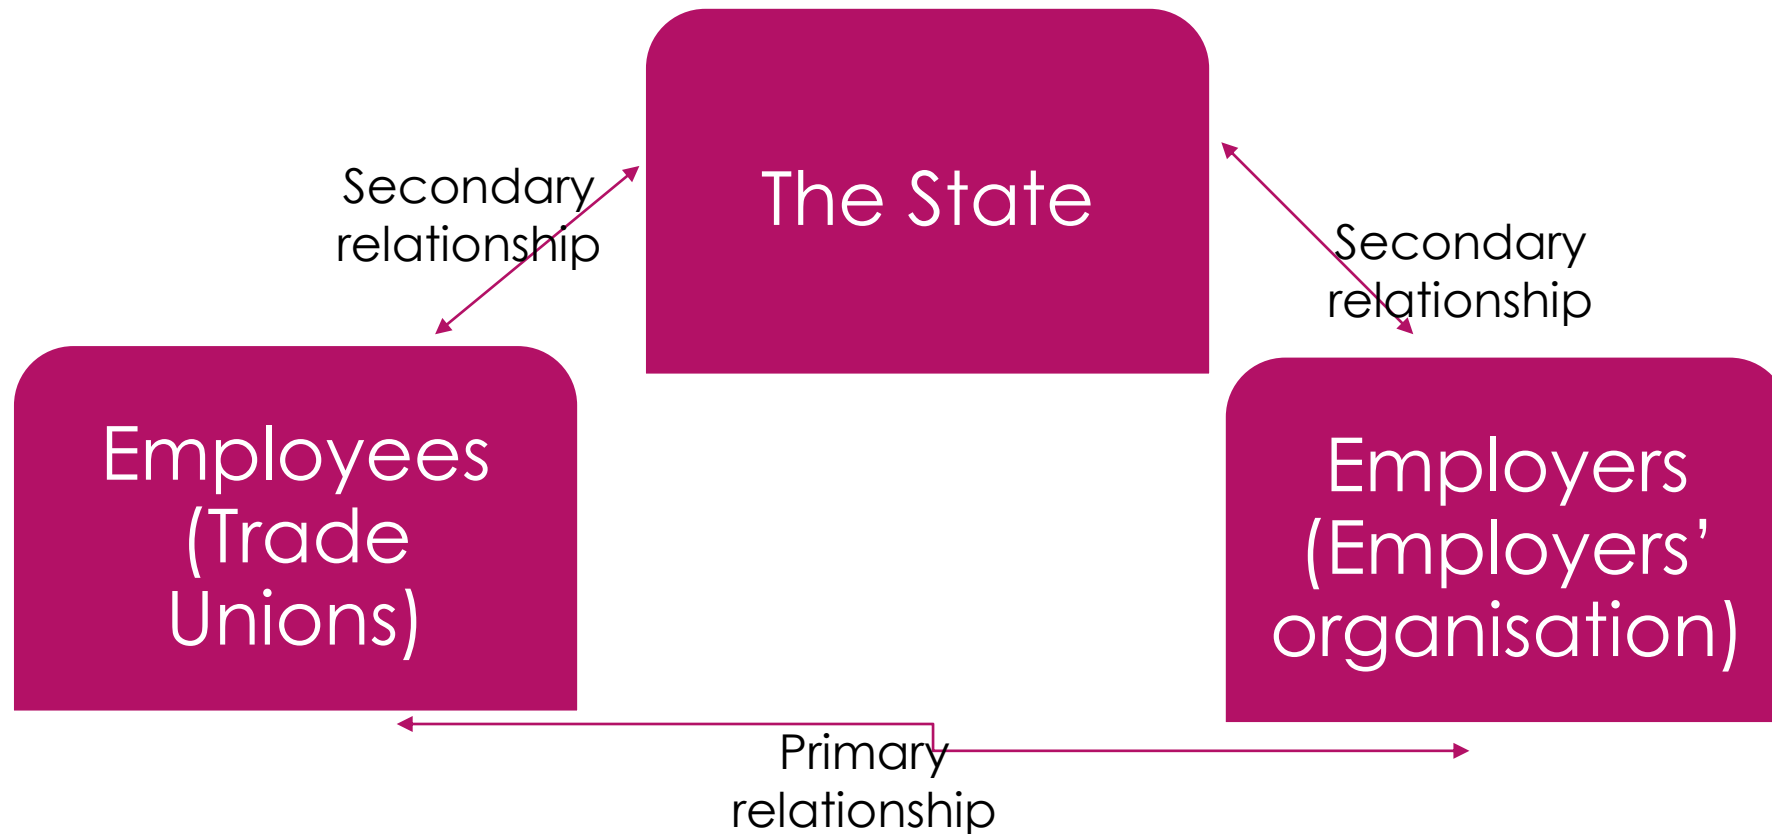 Secondary
relationship
The State
Secondary
relationship
Employees
(Trade
Unions)
Employers
(Employers’
organisation)
Primary
relationship